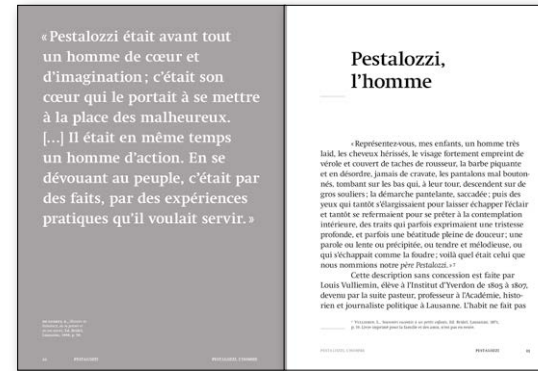 « Pestalozzi était avant tout
un homme de cœur et
d'imagination ; c'était son
cœur qui le portait à se mettre
à la place des malheureux.
[…] Il était en même temps
un homme d'action. En se
dévouant au peuple, c'était par
des faits, par des expériences
pratiques qu'il voulait servir. »
PESTALOZZI
PESTALOZZI, L'HOMME
Pestalozzi,
l'homme
« Représentez-vous, mes enfants, un homme très
laid, les cheveux hérissés, le visage fortement empreint de
vérole et couvert de taches de rousseur, la barbe piquante
et en désordre, jamais de cravate, les pantalons mal bouton-
nés, tombant sur les bas qui, à leur tour, descendent sur de
gros souliers ; la démarche pantelante, saccadée ; puis des
yeux qui tantôt s'élargissaient pour laisser échapper l'éclair
et tantôt se refermaient pour se prêter à la contemplation
intérieure, des traits qui parfois exprimaient une tristesse
profonde, et parfois une béatitude pleine de douceur ; une
parole ou lente ou précipitée, ou tendre et mélodieuse, ou
qui s'échappait comme la foudre ; voilà quel était celui que
nous nommions notre père Pestalozzi. »
Cette description sans concession est faite par
Louis Vulliemin, élève à l'Institut d'Yverdon de 1805 à 1807,
devenu par la suite pasteur, professeur à l'Académie, histo-
rien et journaliste politique à Lausanne. L'habit ne fait pas
PESTALOZZI, L'HOMME
PESTALOZZI